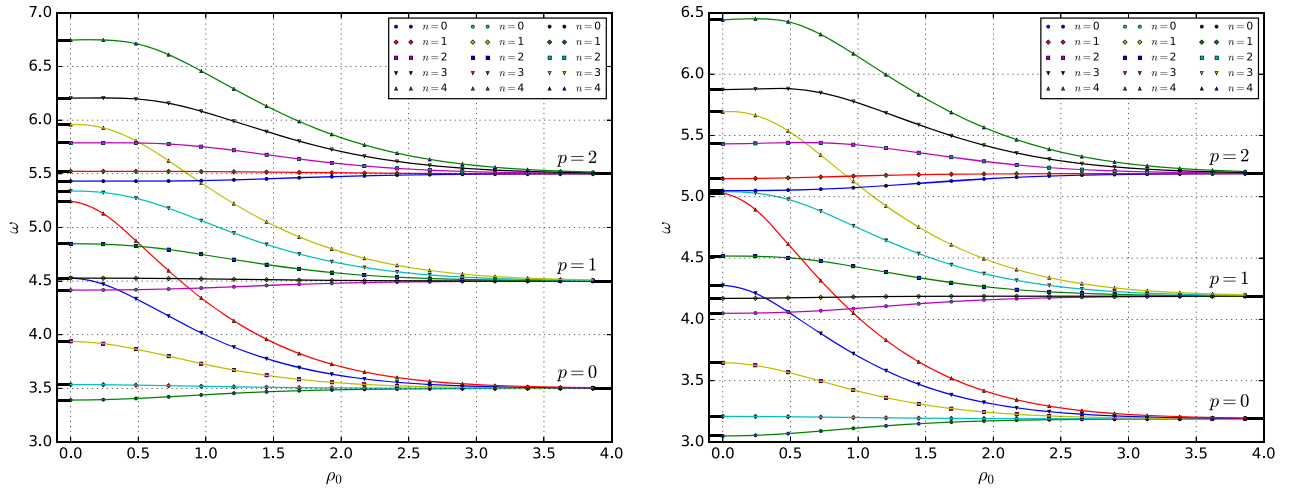 7.0
6.5
6.0
5.5
5.0
4.5
4.0
3.5
3.0
ω
0.0 0.5 1.0 1.5 2.0 2.5 3.0 3.5 4.0
ρ₀
n=0 n=0 n=0
n=1 n=1 n=1
n=2 n=2 n=2
n=3 n=3 n=3
n=4 n=4 n=4
p=2
p=1
p=0
6.5
6.0
5.5
5.0
4.5
4.0
3.5
3.0
ω
0.0 0.5 1.0 1.5 2.0 2.5 3.0 3.5 4.0
ρ₀
n=0 n=0 n=0
n=1 n=1 n=1
n=2 n=2 n=2
n=3 n=3 n=3
n=4 n=4 n=4
p=2
p=1
p=0